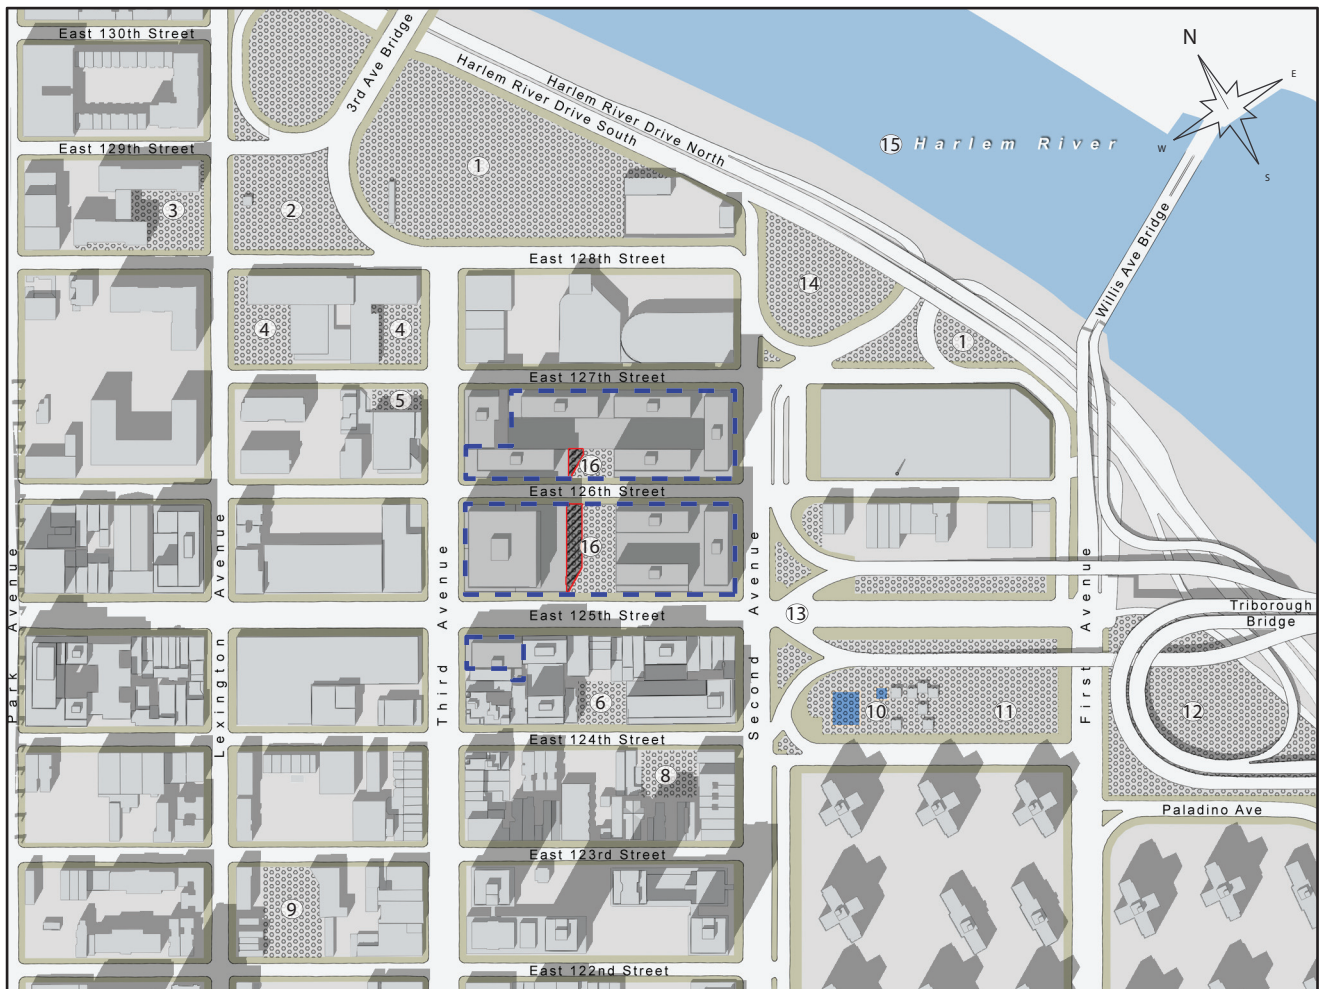 East 130th Street
3rd Ave Bridge
Harlem River Drive North
Harlem River Drive South
N
E
W
S
15 Harlem River
East 129th Street
1
3
2
Willis Ave Bridge
East 128th Street
14
4
4
1
East 127th Street
5
16
East 126th Street
16
Park Avenue
Lexington Avenue
Third Avenue
Second Avenue
First Avenue
East 125th Street
13
Triborough
Bridge
6
10
11
12
East 124th Street
8
Paladino Ave
East 123rd Street
9
East 122nd Street